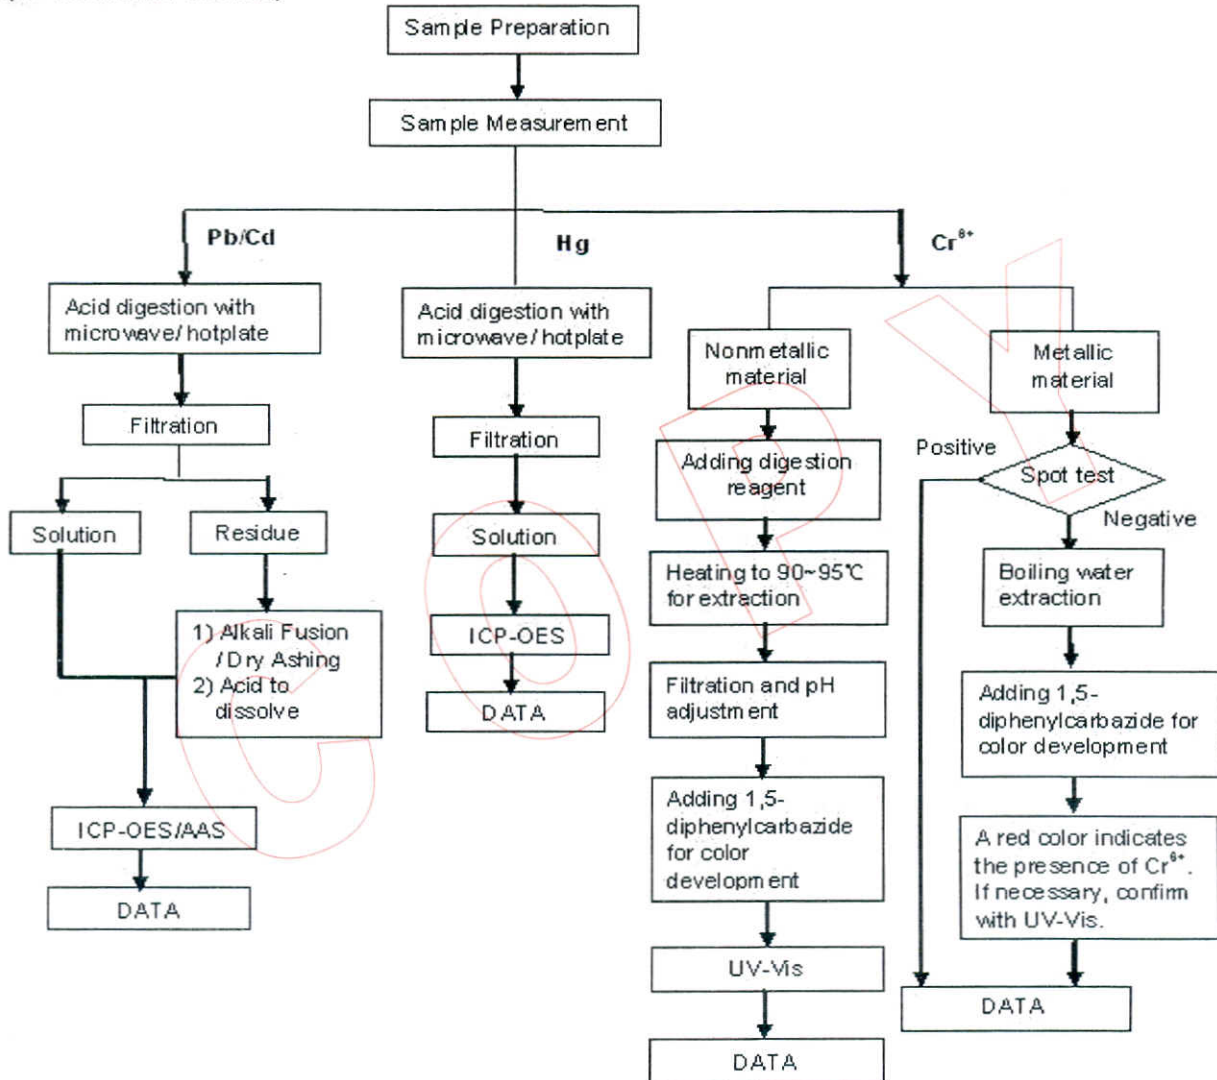 Sample Preparation
Sample Measurement
Pb/Cd
Hg
Cr⁶⁺
Acid digestion with
microwave/ hotplate
Filtration
Solution
Residue
1) Alkali Fusion
/ Dry Ashing
2) Acid to
dissolve
ICP-OES/AAS
DATA
Acid digestion with
microwave/ hotplate
Filtration
Solution
ICP-OES
DATA
Nonmetallic
material
Adding digestion
reagent
Heating to 90~95℃
for extraction
Filtration and pH
adjustment
Adding 1,5-
diphenylcarbazide
for color
development
UV-Vis
DATA
Metallic
material
Spot test
Positive
Negative
Boiling water
extraction
Adding 1,5-
diphenylcarbazide for
color development
A red color indicates
the presence of Cr⁶⁺.
If necessary, confirm
with UV-Vis.
DATA
COPY